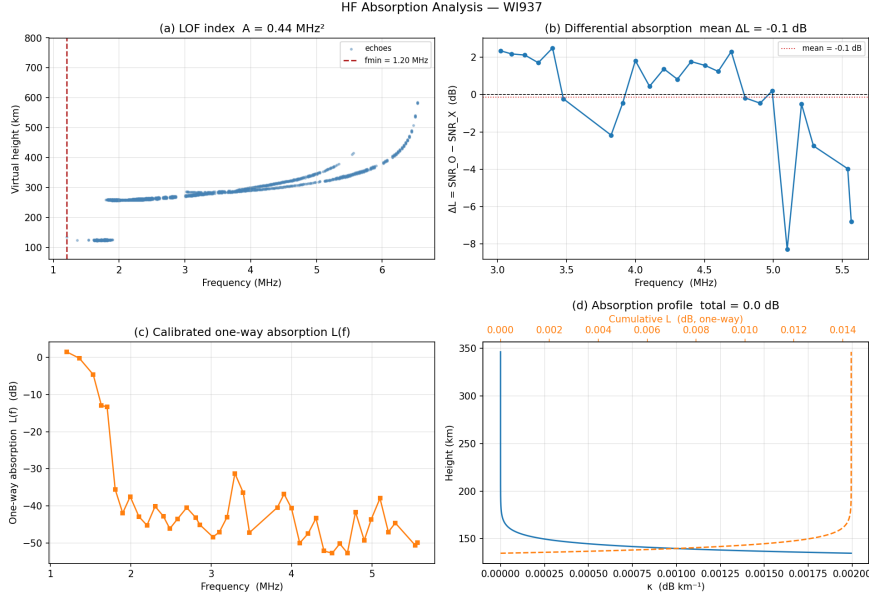 HF Absorption Analysis — WI937
(a) LOF index  A = 0.44 MHz²
800
700
600
500
400
300
200
100
Virtual height (km)
echoes
fmin = 1.20 MHz
1 2 3 4 5 6
Frequency (MHz)
(b) Differential absorption  mean ΔL = -0.1 dB
2
0
−2
−4
−6
−8
ΔL = SNR_O − SNR_X  (dB)
mean = -0.1 dB
3.0 3.5 4.0 4.5 5.0 5.5
Frequency  (MHz)
(c) Calibrated one-way absorption L(f)
0
−10
−20
−30
−40
−50
One-way absorption  L(f)  (dB)
1 2 3 4 5
Frequency  (MHz)
(d) Absorption profile  total = 0.0 dB
Cumulative L  (dB, one-way)
0.000 0.002 0.004 0.006 0.008 0.010 0.012 0.014
350
300
250
200
150
Height (km)
0.00000 0.00025 0.00050 0.00075 0.00100 0.00125 0.00150 0.00175 0.00200
κ  (dB km⁻¹)